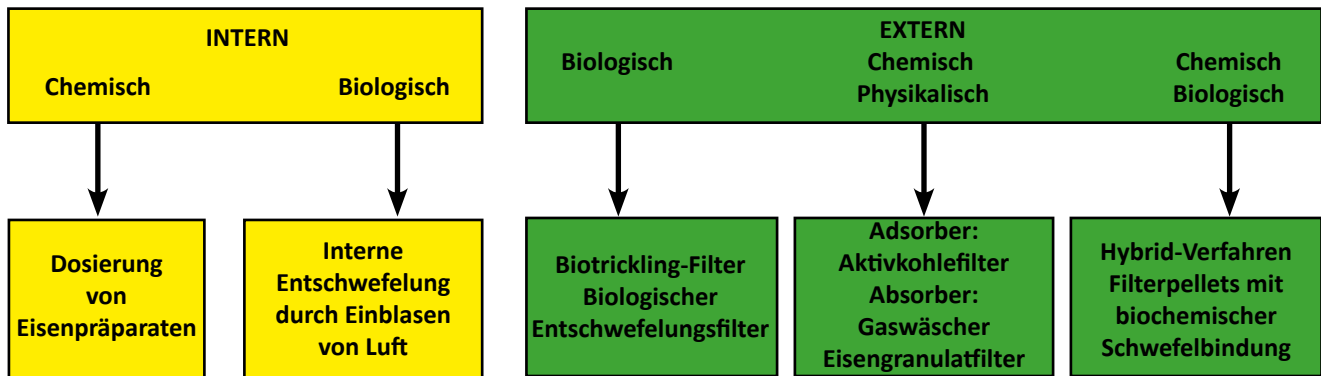 INTERN
Chemisch
Biologisch
EXTERN
Biologisch
Chemisch
Physikalisch
Chemisch
Biologisch
Dosierung
von
Eisenpräparaten
Interne
Entschwefelung
durch Einblasen
von Luft
Biotrickling-Filter
Biologischer
Entschwefelungsfilter
Adsorber:
Aktivkohlefilter
Absorber:
Gaswäscher
Eisengranulatfilter
Hybrid-Verfahren
Filterpellets mit
biochemischer
Schwefelbindung